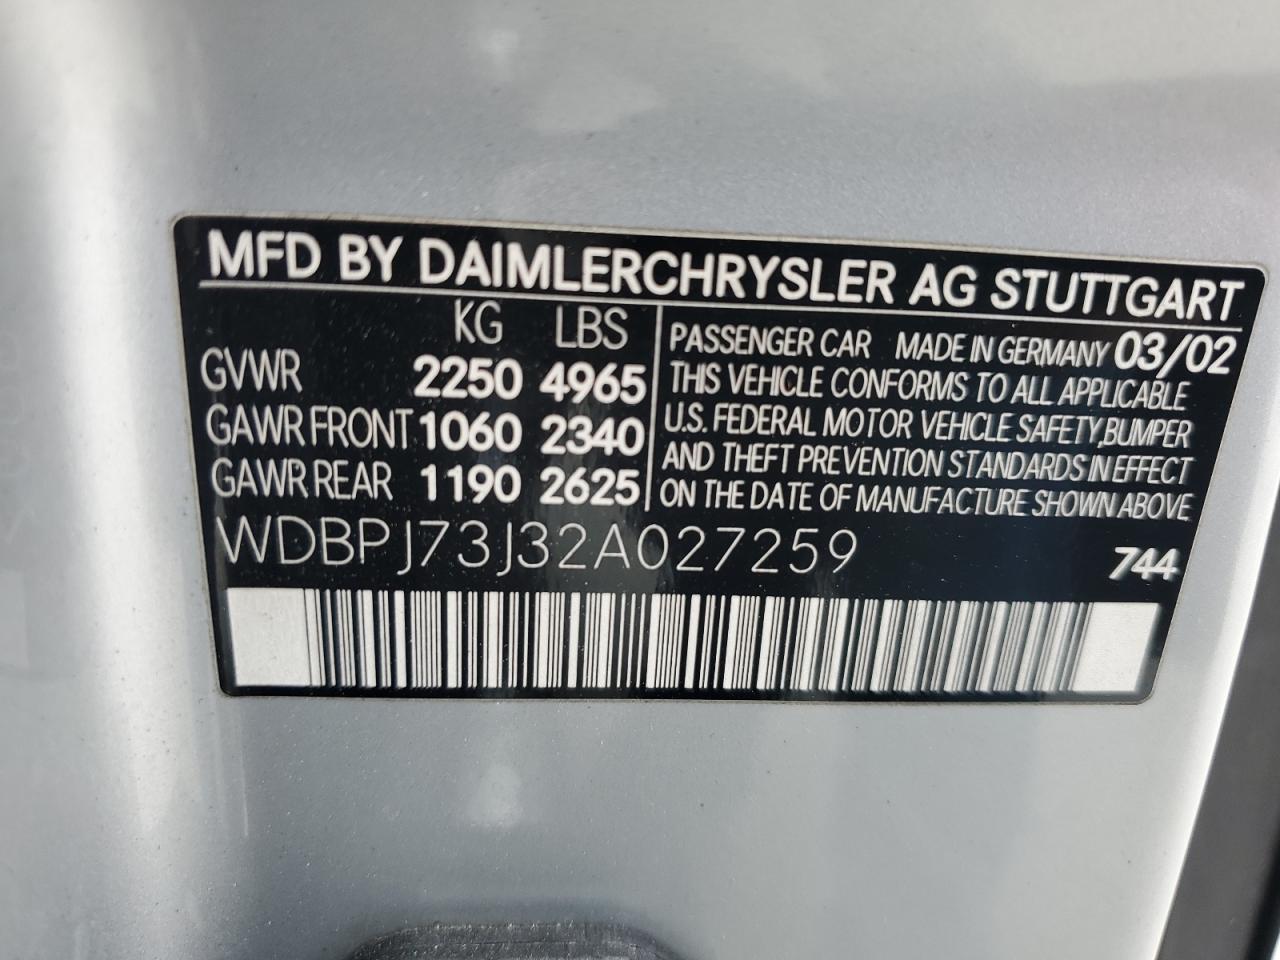 MFD BY DAIMLERCHRYSLER AG STUTTGART
KG LBS
GVWR 2250 4965
GAWR FRONT 1060 2340
GAWR REAR 1190 2625
PASSENGER CAR MADE IN GERMANY 03/02
THIS VEHICLE CONFORMS TO ALL APPLICABLE
U.S. FEDERAL MOTOR VEHICLE SAFETY, BUMPER
AND THEFT PREVENTION STANDARDS IN EFFECT
ON THE DATE OF MANUFACTURE SHOWN ABOVE
WDBPJ73J32A027259
744